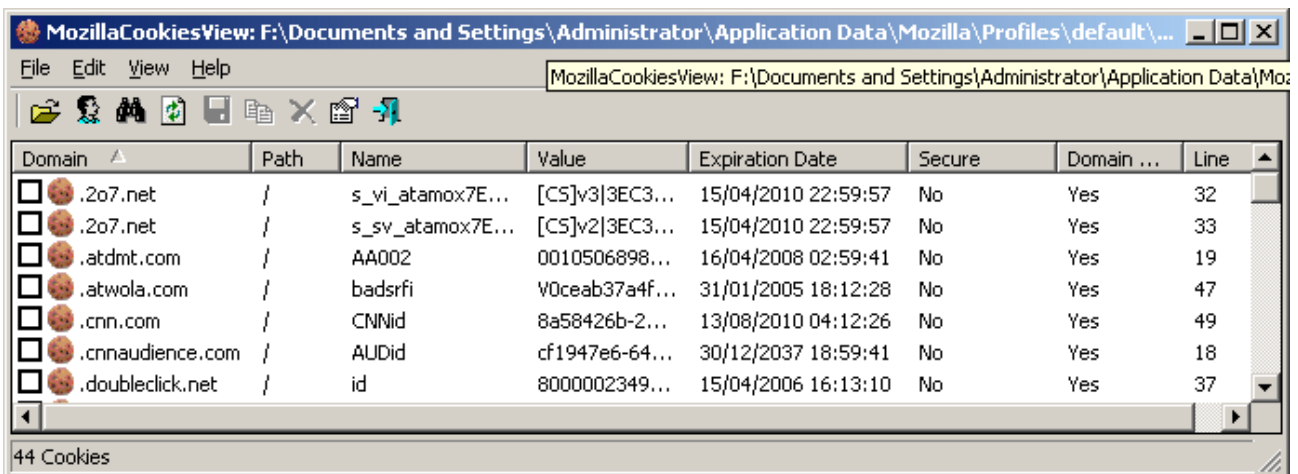 MozillaCookiesView: F:\Documents and Settings\Administrator\Application Data\Mozilla\Profiles\default\...
File Edit View Help
MozillaCookiesView: F:\Documents and Settings\Administrator\Application Data\Moz
Domain Path Name Value Expiration Date Secure Domain ... Line
.2o7.net / s_vi_atamox7E... [CS]v3|3EC3... 15/04/2010 22:59:57 No Yes 32
.2o7.net / s_sv_atamox7E... [CS]v2|3EC3... 15/04/2010 22:59:57 No Yes 33
.atdmt.com / AA002 0010506898... 16/04/2008 02:59:41 No Yes 19
.atwola.com / badsrfi V0ceab37a4f... 31/01/2005 18:12:28 No Yes 47
.cnn.com / CNNid 8a58426b-2... 13/08/2010 04:12:26 No Yes 49
.cnnaudience.com / AUDid cf1947e6-64... 30/12/2037 18:59:41 No Yes 18
.doubleclick.net / id 8000002349... 15/04/2006 16:13:10 No Yes 37
44 Cookies